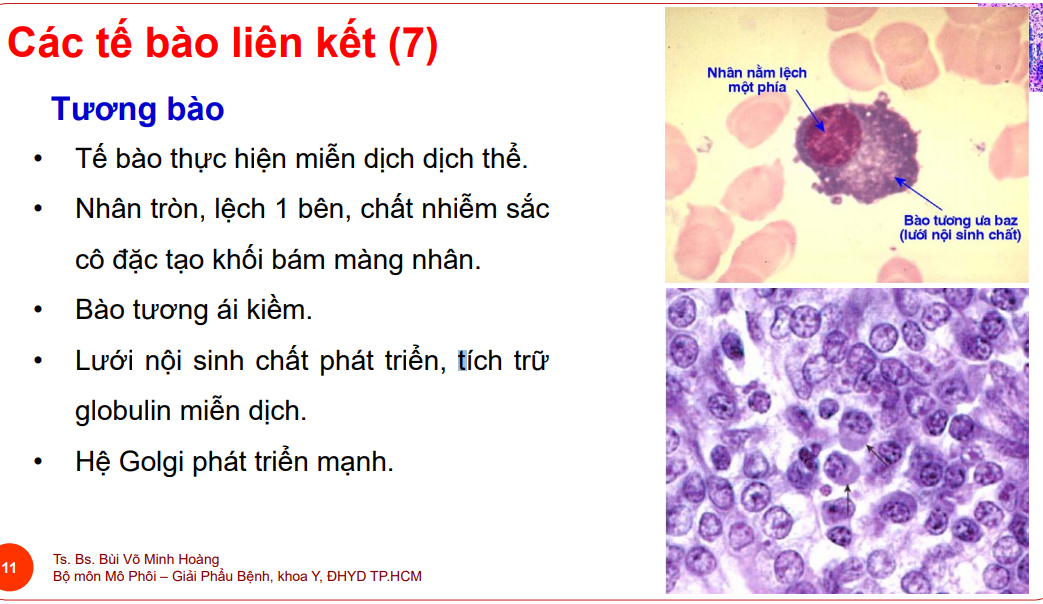 Các tế bào liên kết (7)
Tương bào
• Tế bào thực hiện miễn dịch dịch thể.
• Nhân tròn, lệch 1 bên, chất nhiễm sắc
cô đặc tạo khối bám màng nhân.
• Bào tương ái kiềm.
• Lưới nội sinh chất phát triển, tích trữ
globulin miễn dịch.
• Hệ Golgi phát triển mạnh.
Nhân nằm lệch
một phía
Bào tương ưa baz
(lưới nội sinh chất)
11
Ts. Bs. Bùi Võ Minh Hoàng
Bộ môn Mô Phôi – Giải Phẩu Bệnh, khoa Y, ĐHYD TP.HCM